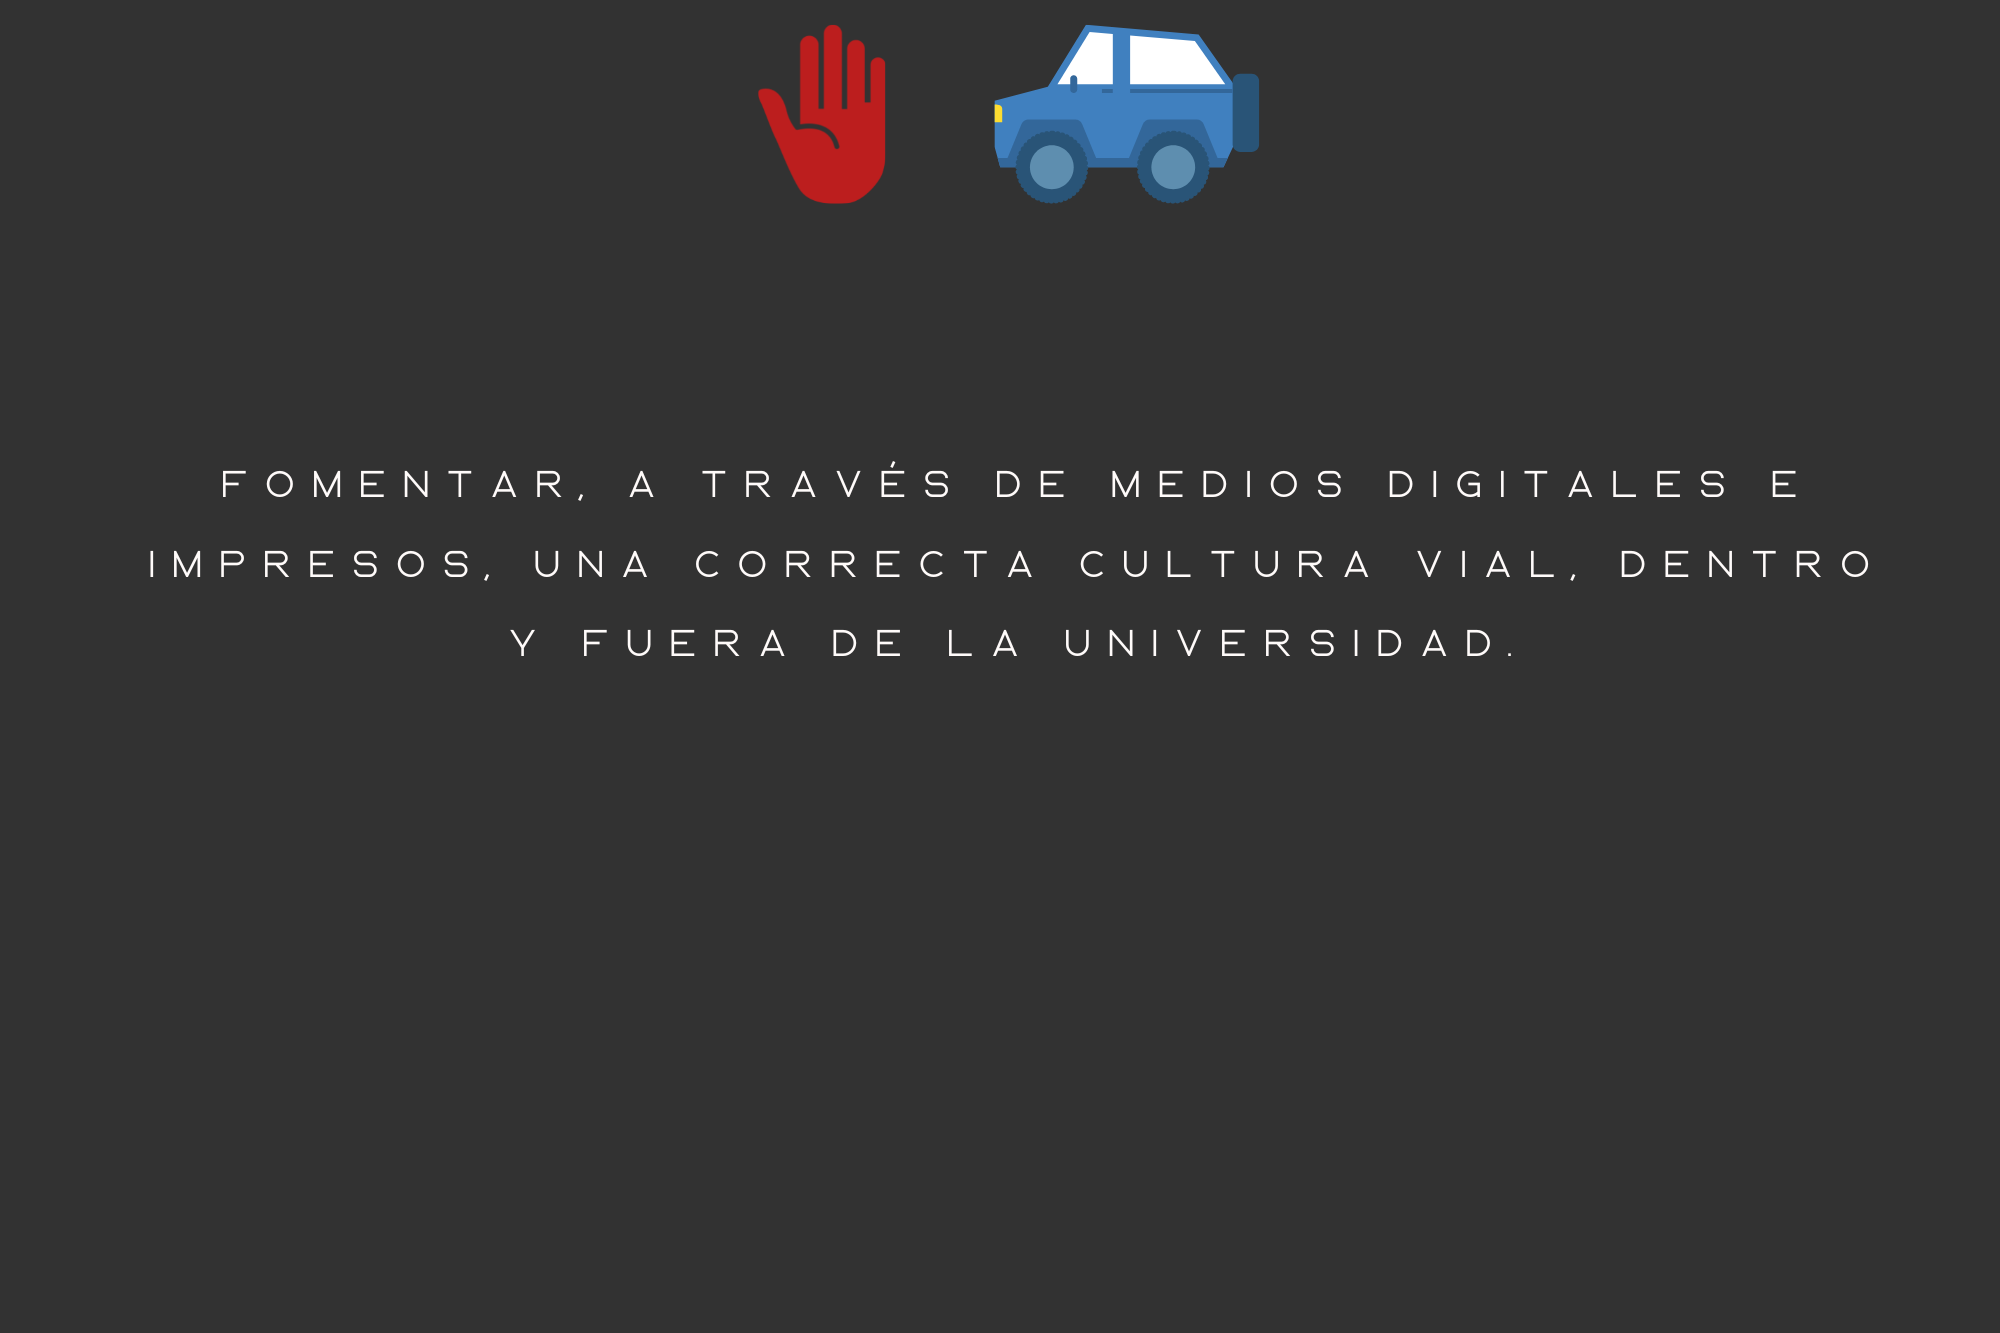 FOMENTAR, A TRAVÉS DE MEDIOS DIGITALES E
IMPRESOS, UNA CORRECTA CULTURA VIAL, DENTRO
Y FUERA DE LA UNIVERSIDAD.